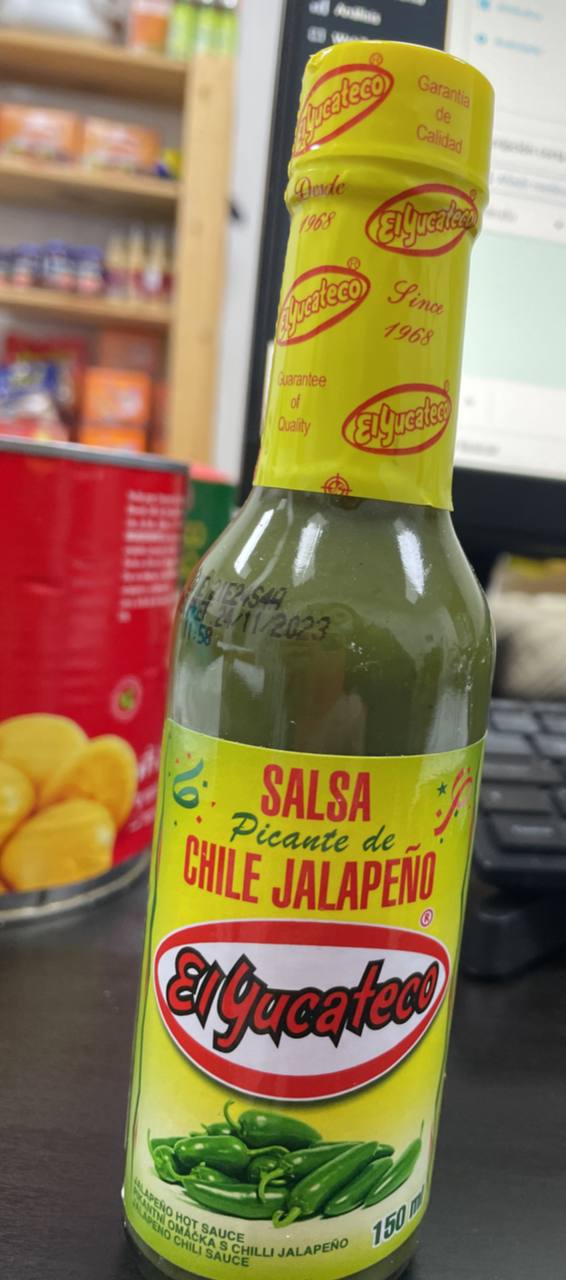 El Yucateco®
Garantía
de
Calidad
Desde
1968
El Yucateco
El Yucateco®
Since
1968
Guarantee
of
Quality
El Yucateco®
24/11/2023
SALSA
Picante de
CHILE JALAPEÑO
®
El Yucateco
JALAPEÑO HOT SAUCE
PIKANTNÍ OMÁČKA S CHILLI JALAPEÑO
JALAPEÑO CHILI SAUCE
150 ml